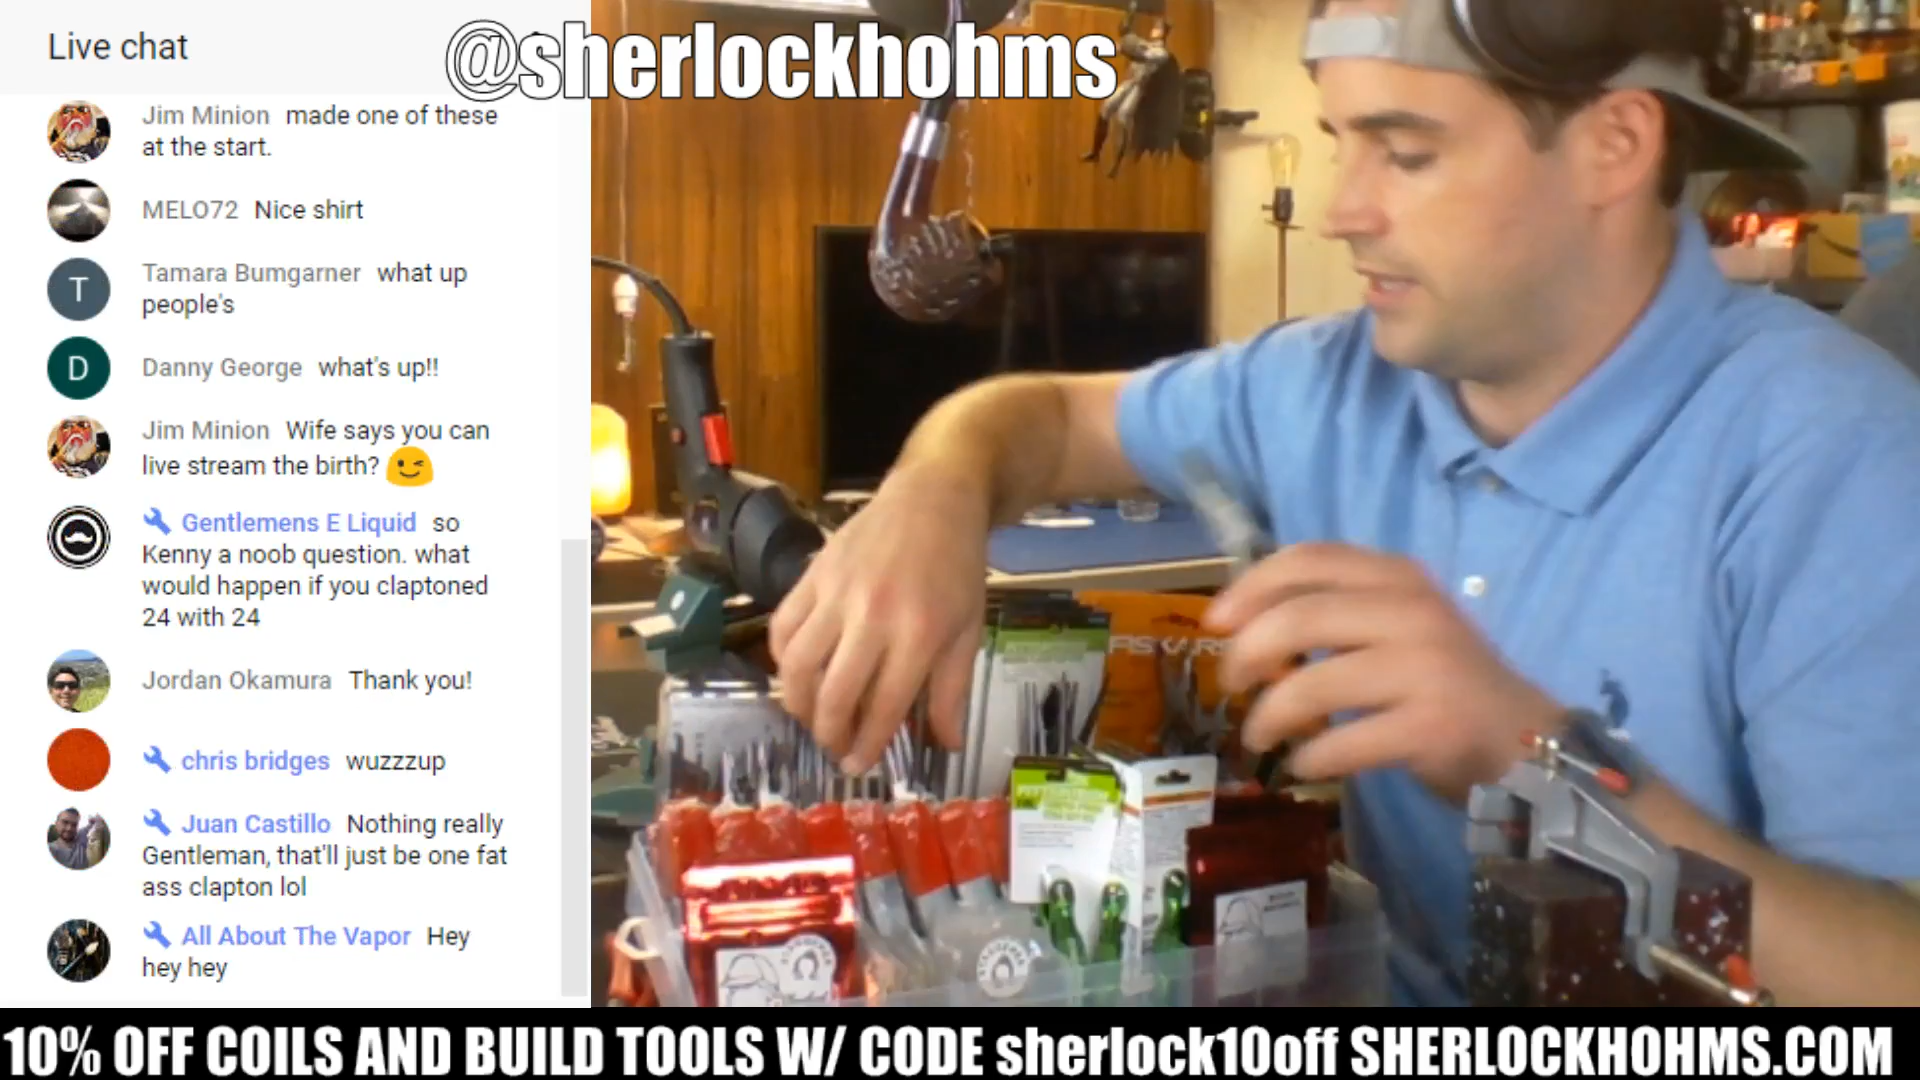 Live chat
@sherlockhohms
Jim Minion made one of these
at the start.
MELO72 Nice shirt
T
Tamara Bumgarner what up
people's
D
Danny George what's up!!
Jim Minion Wife says you can
live stream the birth? 😉
Gentlemens E Liquid so
Kenny a noob question. what
would happen if you claptoned
24 with 24
Jordan Okamura Thank you!
chris bridges wuzzzup
Juan Castillo Nothing really
Gentleman, that'll just be one fat
ass clapton lol
All About The Vapor Hey
hey hey
FISKARS
10% OFF COILS AND BUILD TOOLS W/ CODE sherlock10off SHERLOCKHOHMS.COM